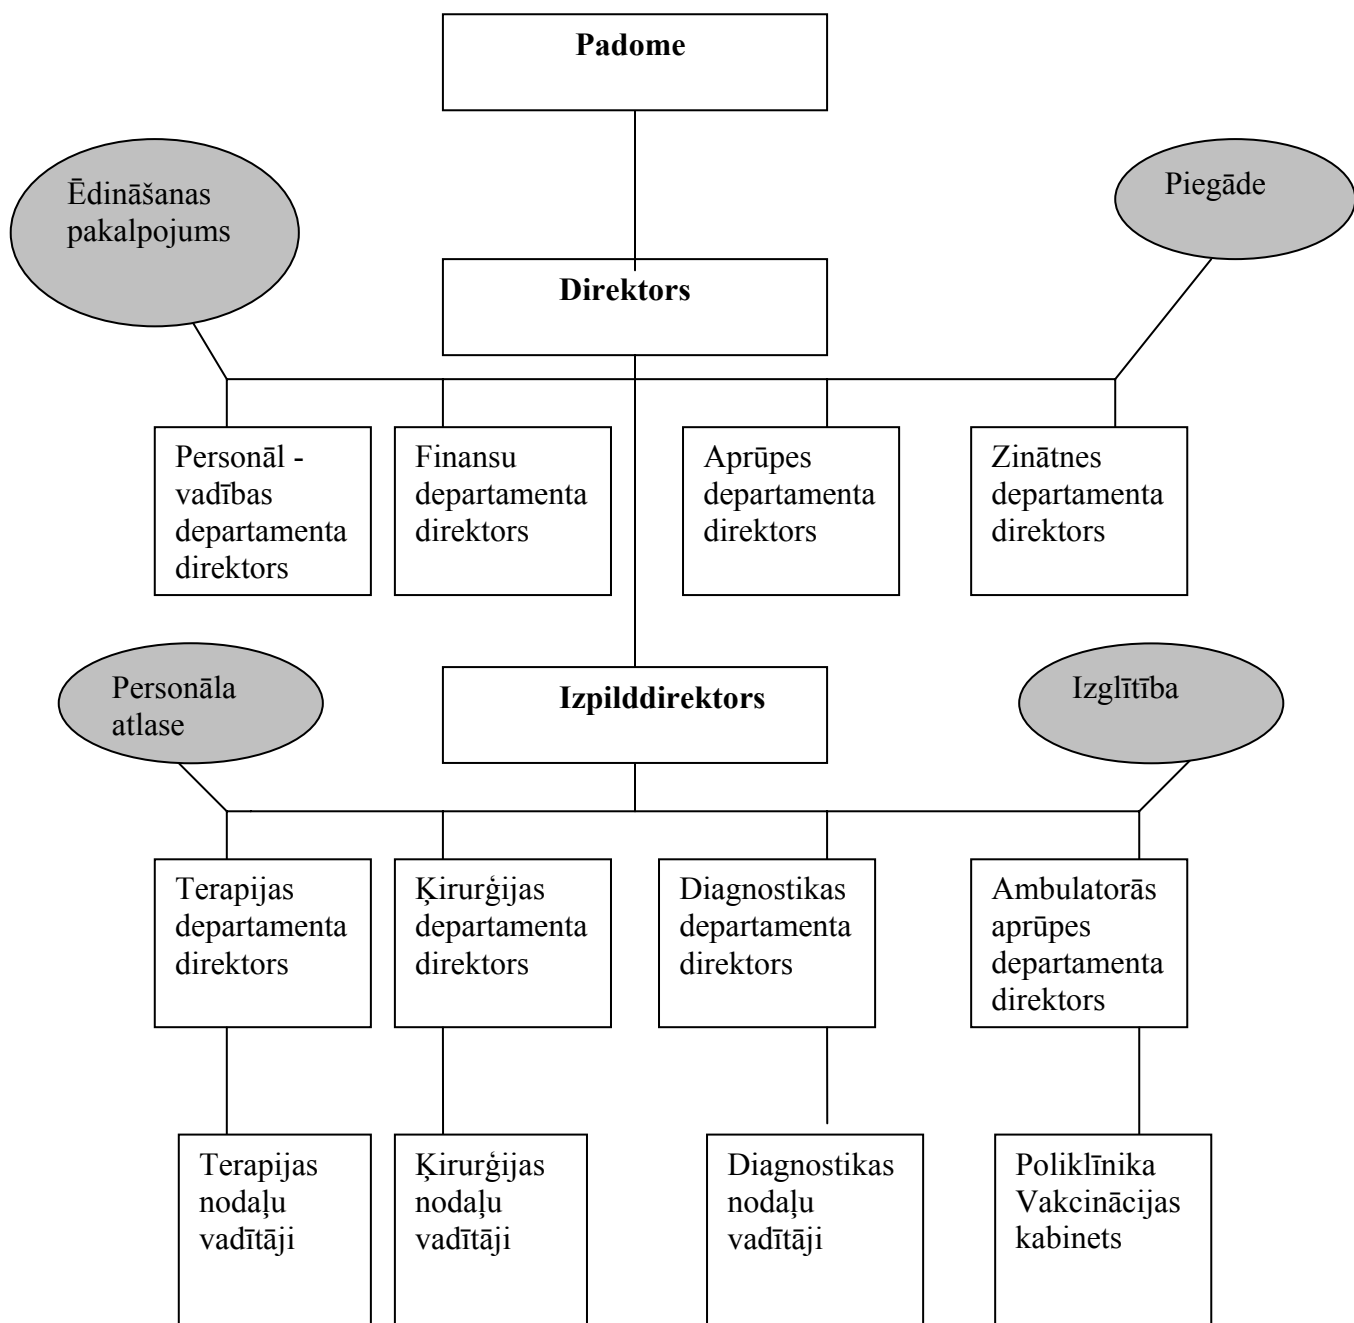 Padome
Ēdināšanas
pakalpojums
Piegāde
Direktors
Personāl -
vadības
departamenta
direktors
Finansu
departamenta
direktors
Aprūpes
departamenta
direktors
Zinātnes
departamenta
direktors
Personāla
atlase
Izpilddirektors
Izglītība
Terapijas
departamenta
direktors
Ķirurģijas
departamenta
direktors
Diagnostikas
departamenta
direktors
Ambulatorās
aprūpes
departamenta
direktors
Terapijas
nodaļu
vadītāji
Ķirurģijas
nodaļu
vadītāji
Diagnostikas
nodaļu
vadītāji
Poliklīnika
Vakcinācijas
kabinets